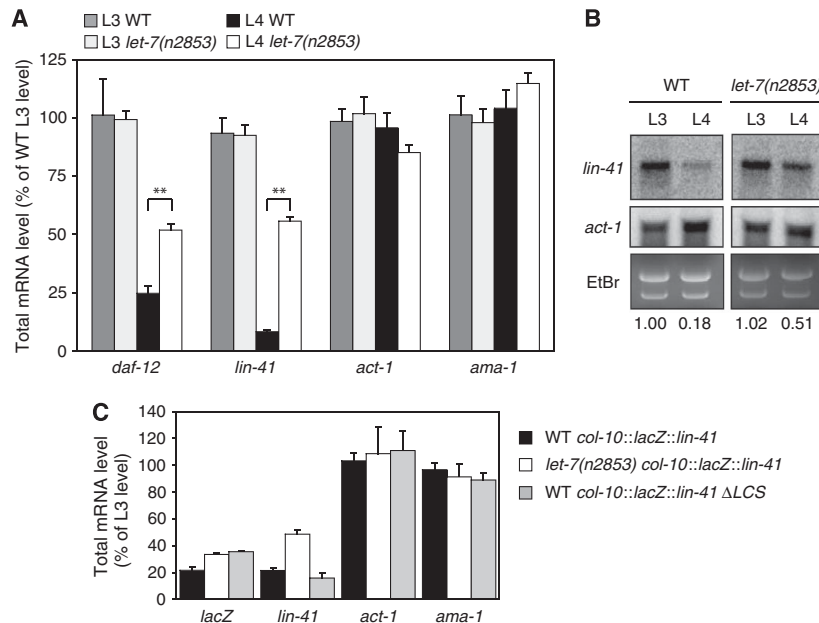 A
L3 WT
L4 WT
L3 let-7(n2853)
L4 let-7(n2853)
Total mRNA level (% of WT L3 level)
125
100
75
50
25
0
**
**
daf-12
lin-41
act-1
ama-1
B
WT
let-7(n2853)
L3 L4 L3 L4
lin-41
act-1
EtBr
1.00 0.18 1.02 0.51
C
Total mRNA level
(% of L3 level)
140
120
100
80
60
40
20
0
lacZ
lin-41
act-1
ama-1
WT col-10::lacZ::lin-41
let-7(n2853) col-10::lacZ::lin-41
WT col-10::lacZ::lin-41 ΔLCS